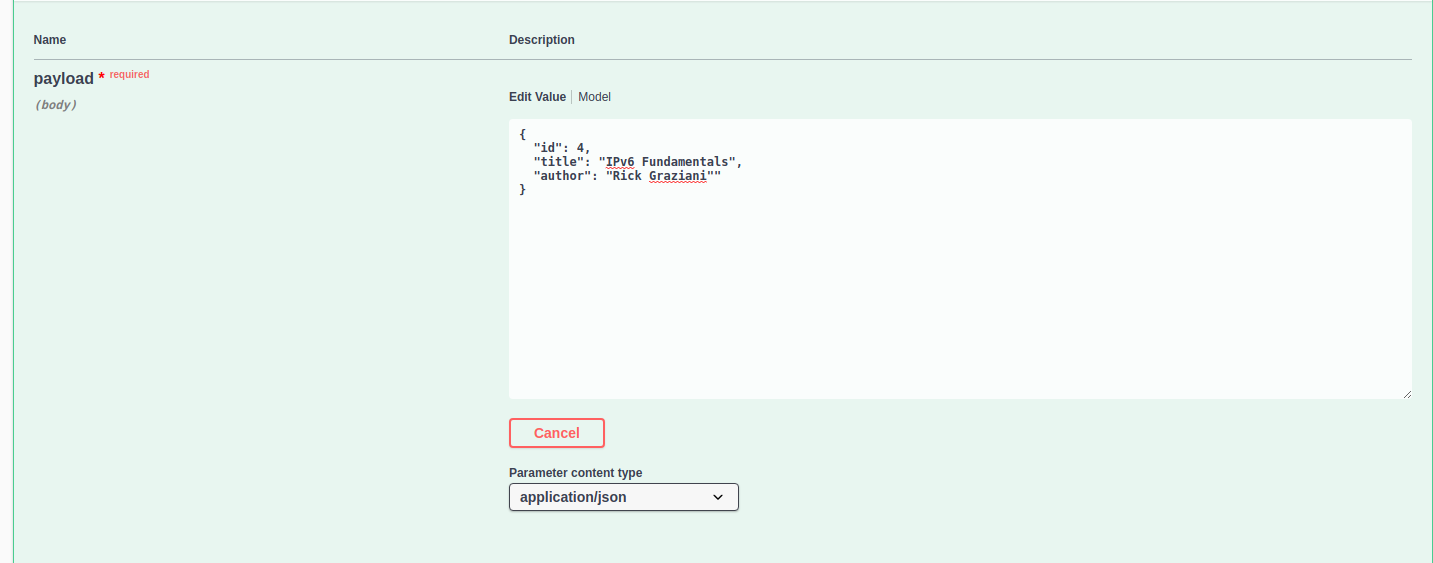 Name
Description
payload * required
(body)
Edit Value | Model
{
  "id": 4,
  "title": "IPv6 Fundamentals",
  "author": "Rick Graziani""
}
Cancel
Parameter content type
application/json